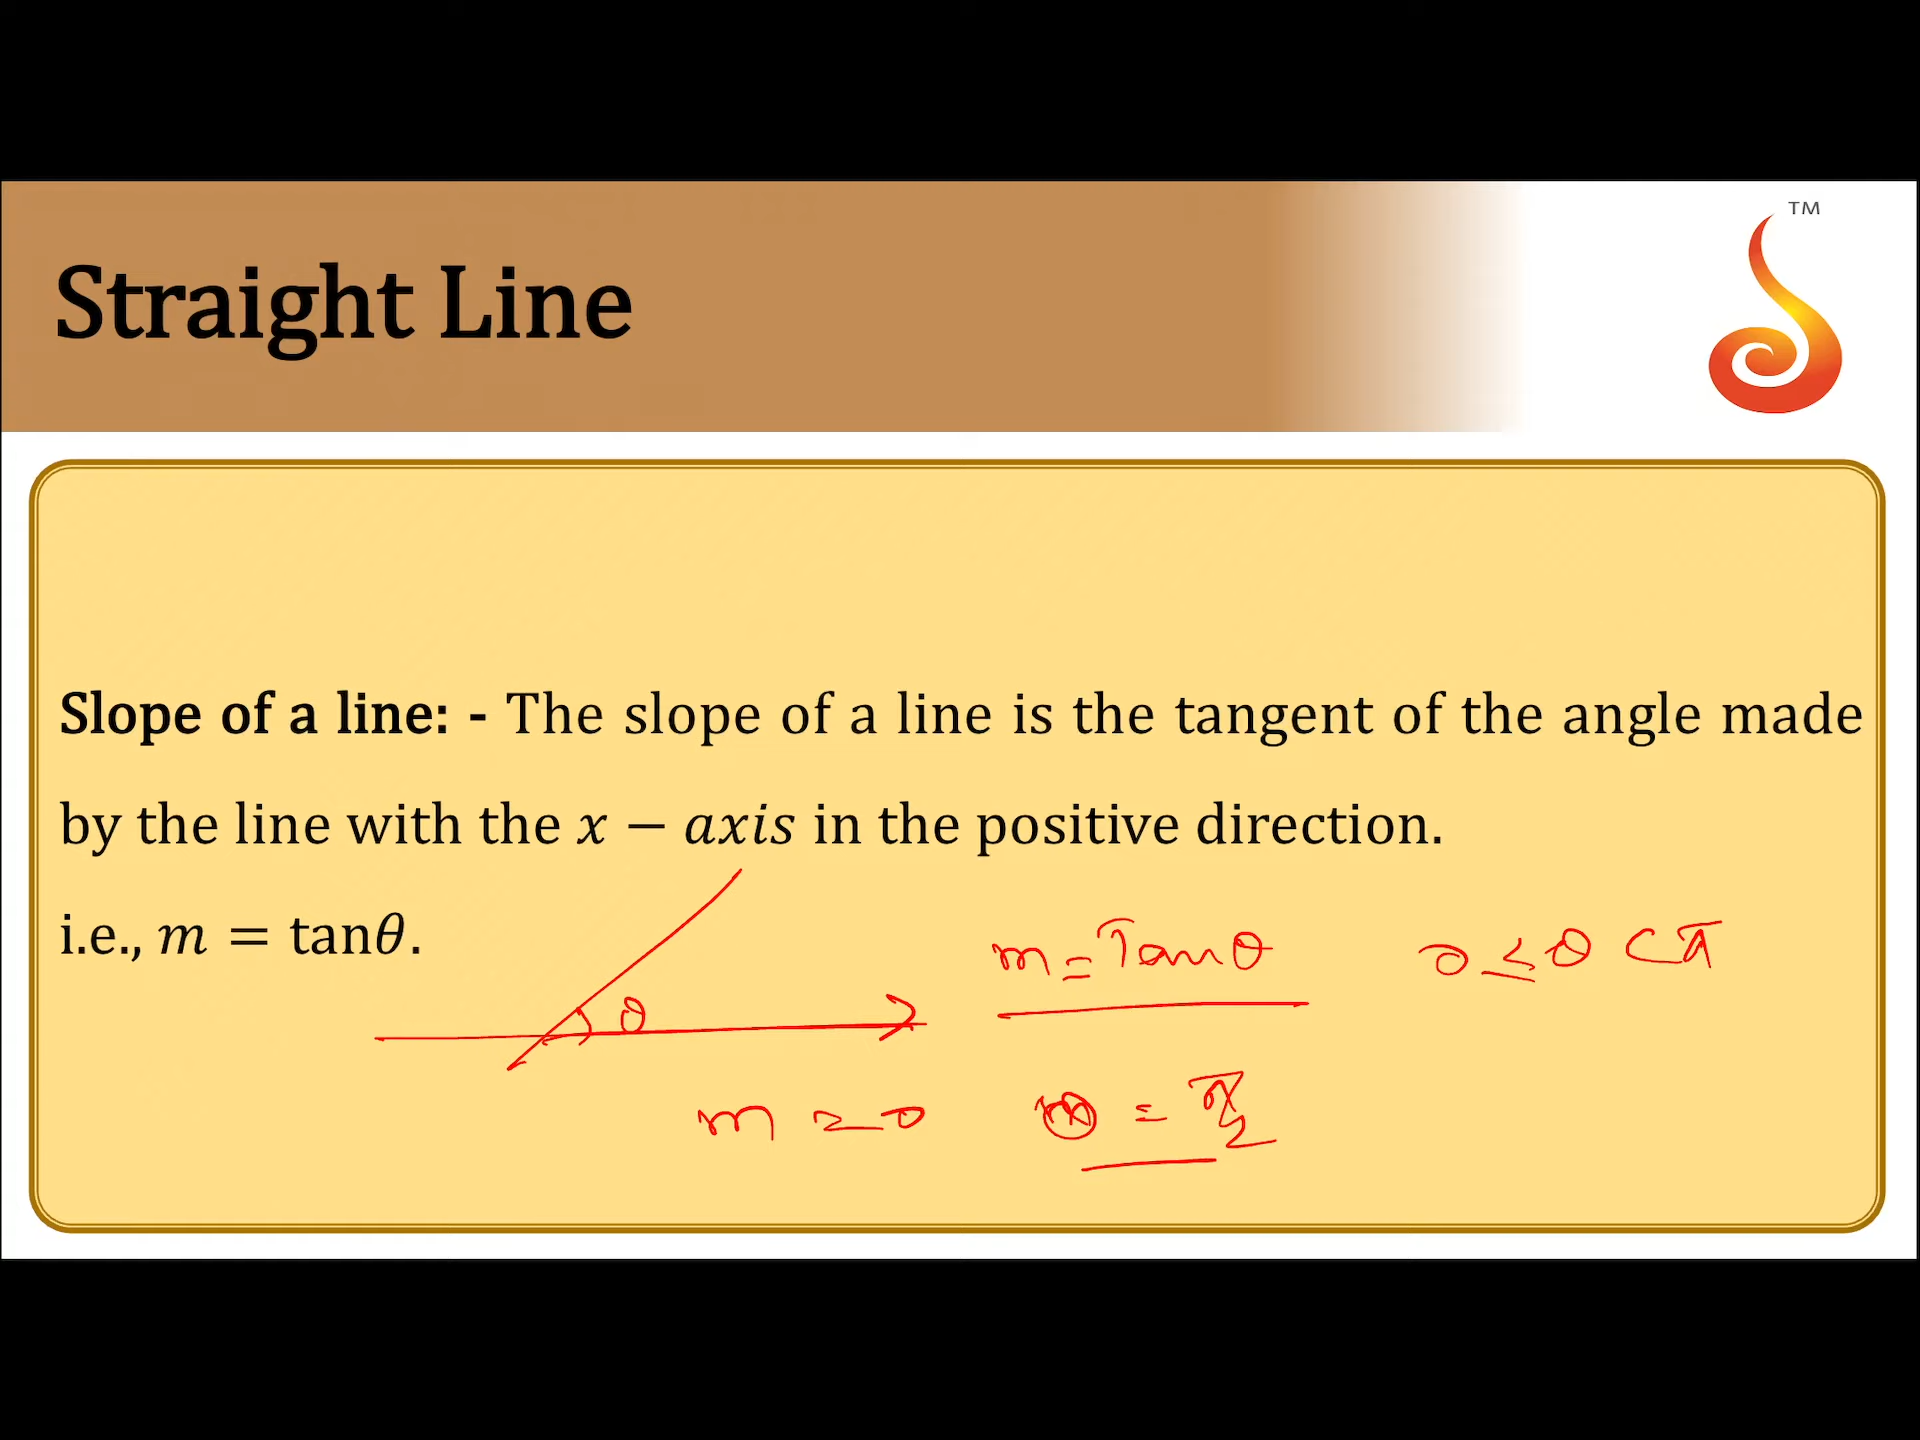 TM
Straight Line
Slope of a line: - The slope of a line is the tangent of the angle made
by the line with the x − axis in the positive direction.
i.e., m = tanθ.
m = Tanθ 0 ≤ θ < π
θ
m = 0 θ = π/2